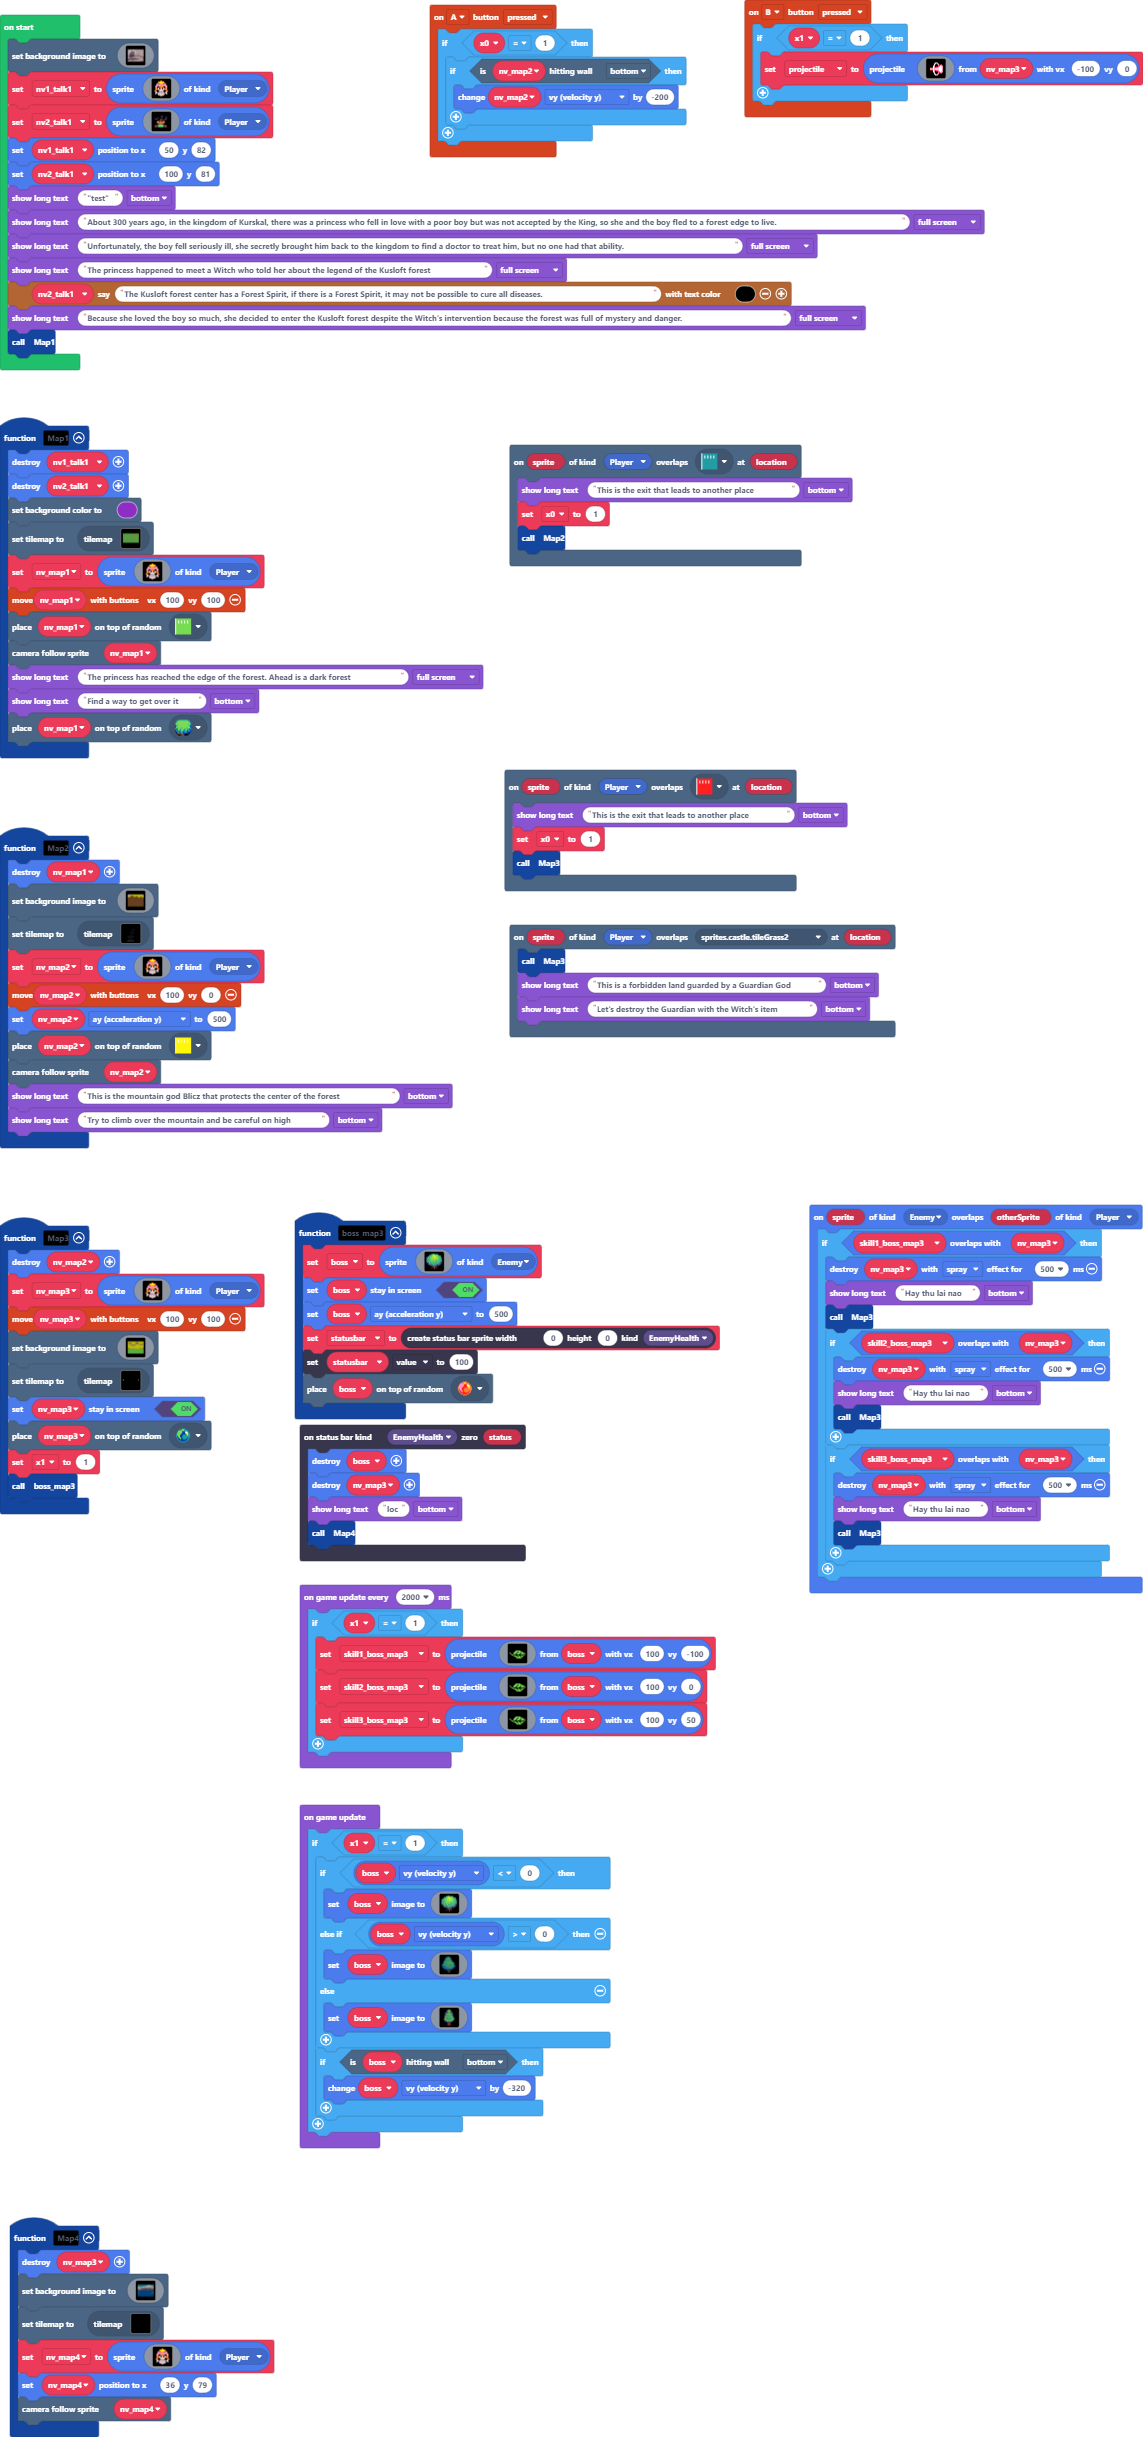 on start
set background image to
set nv1_talk1 to sprite of kind Player
set nv2_talk1 to sprite of kind Player
set nv1_talk1 position to x 50 y 82
set nv2_talk1 position to x 100 y 81
show long text ""test"" bottom
show long text "About 300 years ago, in the kingdom of Kurskal, there was a princess who fell in love with a poor boy but was not accepted by the King, so she and the boy fled to a forest edge to live. " full screen
show long text "Unfortunately, the boy fell seriously ill, she secretly brought him back to the kingdom to find a doctor to treat him, but no one had that ability. " full screen
show long text "The princess happened to meet a Witch who told her about the legend of the Kusloft forest " full screen
nv2_talk1 say "The Kusloft forest center has a Forest Spirit, if there is a Forest Spirit, it may not be possible to cure all diseases. " with text color
show long text "Because she loved the boy so much, she decided to enter the Kusloft forest despite the Witch's intervention because the forest was full of mystery and danger. " full screen
call Map1
on A button pressed
if x0 = 1 then
if is nv_map2 hitting wall bottom then
change nv_map2 vy (velocity y) by -200
on B button pressed
if x1 = 1 then
set projectile to projectile from nv_map3 with vx -100 vy 0
function Map1
destroy nv1_talk1
destroy nv2_talk1
set background color to
set tilemap to tilemap
set nv_map1 to sprite of kind Player
move nv_map1 with buttons vx 100 vy 100
place nv_map1 on top of random
camera follow sprite nv_map1
show long text "The princess has reached the edge of the forest. Ahead is a dark forest " full screen
show long text "Find a way to get over it " bottom
place nv_map1 on top of random
on sprite of kind Player overlaps at location
show long text "This is the exit that leads to another place " bottom
set x0 to 1
call Map2
on sprite of kind Player overlaps at location
show long text "This is the exit that leads to another place " bottom
set x0 to 1
call Map3
function Map2
destroy nv_map1
set background image to
set tilemap to tilemap
set nv_map2 to sprite of kind Player
move nv_map2 with buttons vx 100 vy 0
set nv_map2 ay (acceleration y) to 500
place nv_map2 on top of random
camera follow sprite nv_map2
show long text "This is the mountain god Blicz that protects the center of the forest " bottom
show long text "Try to climb over the mountain and be careful on high " bottom
on sprite of kind Player overlaps sprites.castle.tileGrass2 at location
call Map3
show long text "This is a forbidden land guarded by a Guardian God " bottom
show long text "Let's destroy the Guardian with the Witch's item " bottom
function Map3
destroy nv_map2
set nv_map3 to sprite of kind Player
move nv_map3 with buttons vx 100 vy 100
set background image to
set tilemap to tilemap
set nv_map3 stay in screen ON
place nv_map3 on top of random
set x1 to 1
call boss_map3
function boss_map3
set boss to sprite of kind Enemy
set boss stay in screen ON
set boss ay (acceleration y) to 500
set statusbar to create status bar sprite width 0 height 0 kind EnemyHealth
set statusbar value to 100
place boss on top of random
on status bar kind EnemyHealth zero status
destroy boss
destroy nv_map3
show long text "loc" bottom
call Map4
on sprite of kind Enemy overlaps otherSprite of kind Player
if skill1_boss_map3 overlaps with nv_map3 then
destroy nv_map3 with spray effect for 500 ms
show long text "Hay thu lai nao " bottom
call Map3
if skill2_boss_map3 overlaps with nv_map3 then
destroy nv_map3 with spray effect for 500 ms
show long text "Hay thu lai nao " bottom
call Map3
if skill3_boss_map3 overlaps with nv_map3 then
destroy nv_map3 with spray effect for 500 ms
show long text "Hay thu lai nao " bottom
call Map3
on game update every 2000 ms
if x1 = 1 then
set skill1_boss_map3 to projectile from boss with vx 100 vy -100
set skill2_boss_map3 to projectile from boss with vx 100 vy 0
set skill3_boss_map3 to projectile from boss with vx 100 vy 50
on game update
if x1 = 1 then
if boss vy (velocity y) < 0 then
set boss image to
else if boss vy (velocity y) > 0 then
set boss image to
else
set boss image to
if is boss hitting wall bottom then
change boss vy (velocity y) by -320
function Map4
destroy nv_map3
set background image to
set tilemap to tilemap
set nv_map4 to sprite of kind Player
set nv_map4 position to x 36 y 79
camera follow sprite nv_map4